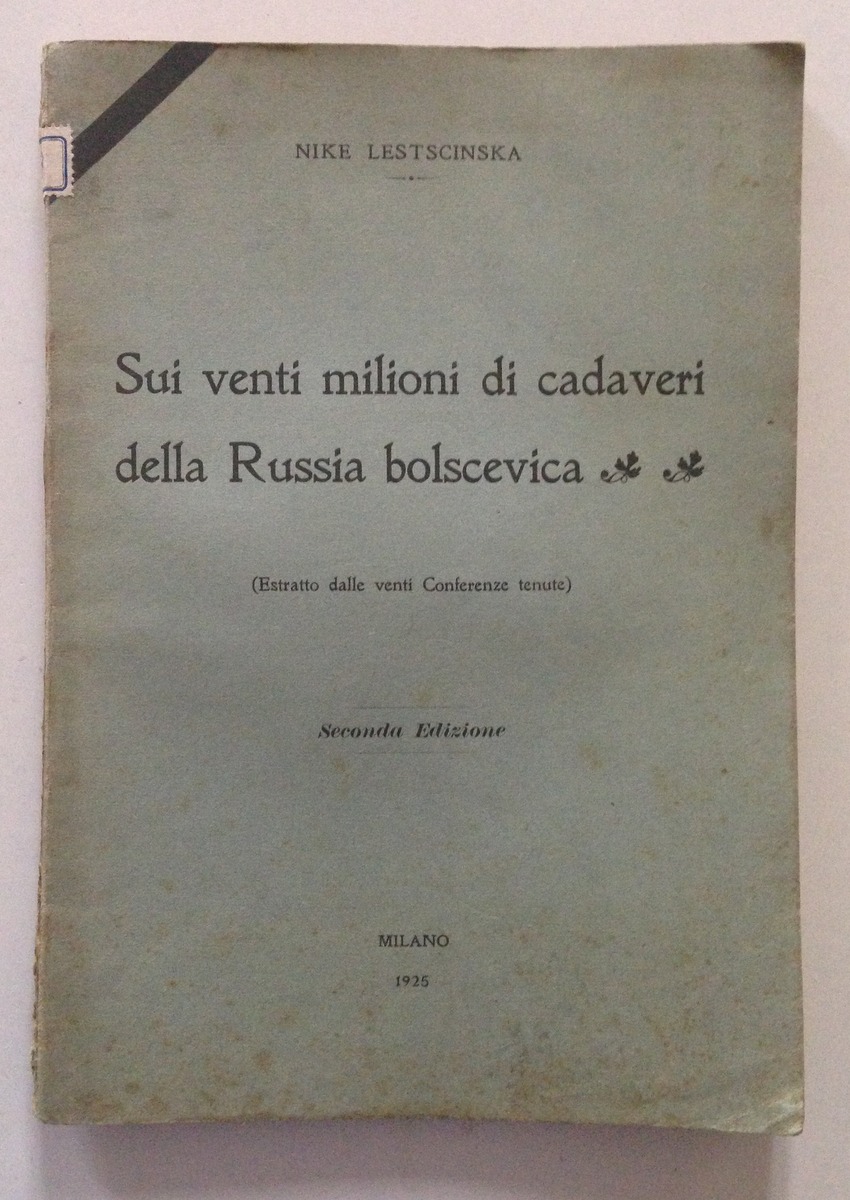 NIKE LESTSCINSKA
Sui venti milioni di cadaveri
della Russia bolscevica
(Estratto dalle venti Conferenze tenute)
Seconda Edizione
MILANO
1925